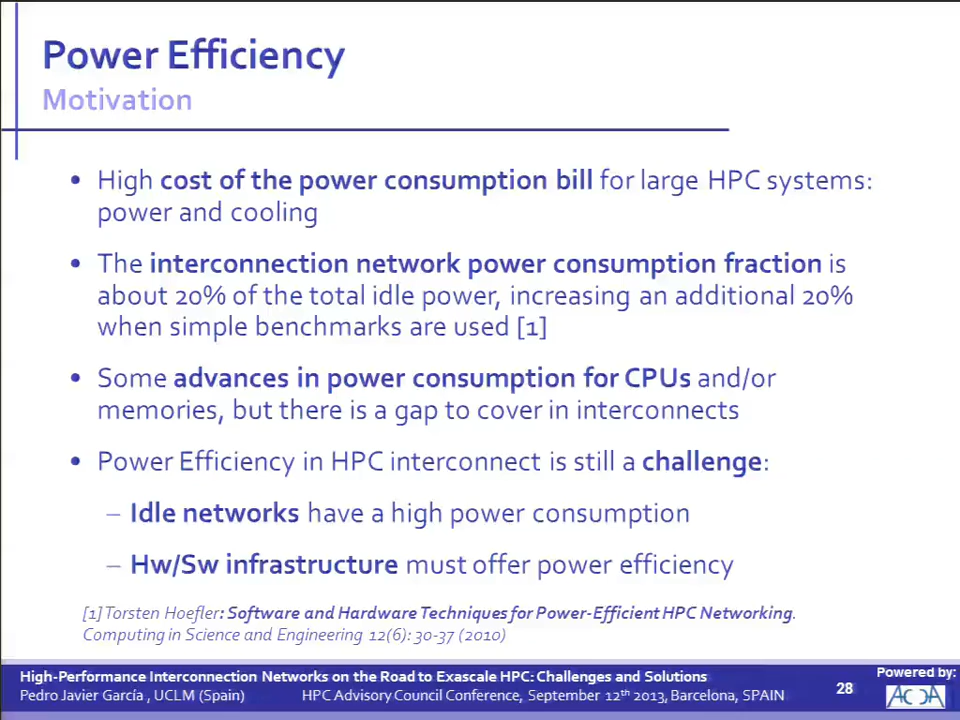 Power Efficiency
Motivation
• High cost of the power consumption bill for large HPC systems:
power and cooling
• The interconnection network power consumption fraction is
about 20% of the total idle power, increasing an additional 20%
when simple benchmarks are used [1]
• Some advances in power consumption for CPUs and/or
memories, but there is a gap to cover in interconnects
• Power Efficiency in HPC interconnect is still a challenge:
– Idle networks have a high power consumption
– Hw/Sw infrastructure must offer power efficiency
[1] Torsten Hoefler: Software and Hardware Techniques for Power-Efficient HPC Networking.
Computing in Science and Engineering 12(6): 30-37 (2010)
High-Performance Interconnection Networks on the Road to Exascale HPC: Challenges and Solutions
Pedro Javier García , UCLM (Spain) HPC Advisory Council Conference, September 12th 2013, Barcelona, SPAIN
28
Powered by: